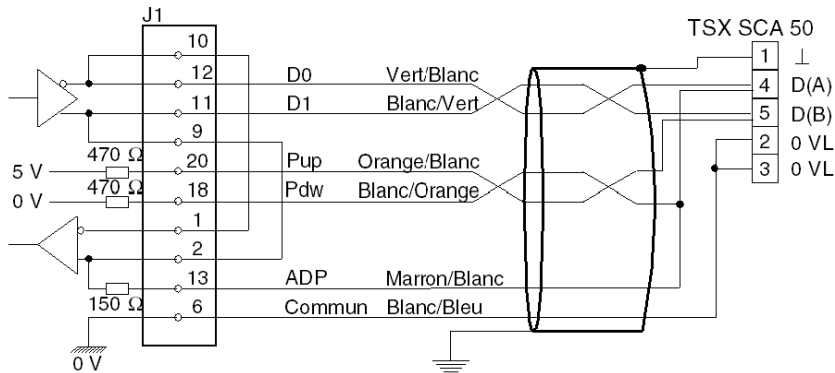 J1
TSX SCA 50
10
1 ⊥
12 D0 Vert/Blanc
4 D(A)
11 D1 Blanc/Vert
5 D(B)
9
2 0 VL
470 Ω
5 V
20 Pup Orange/Blanc
3 0 VL
470 Ω
0 V
18 Pdw Blanc/Orange
1
2
13 ADP Marron/Blanc
150 Ω
6 Commun Blanc/Bleu
0 V